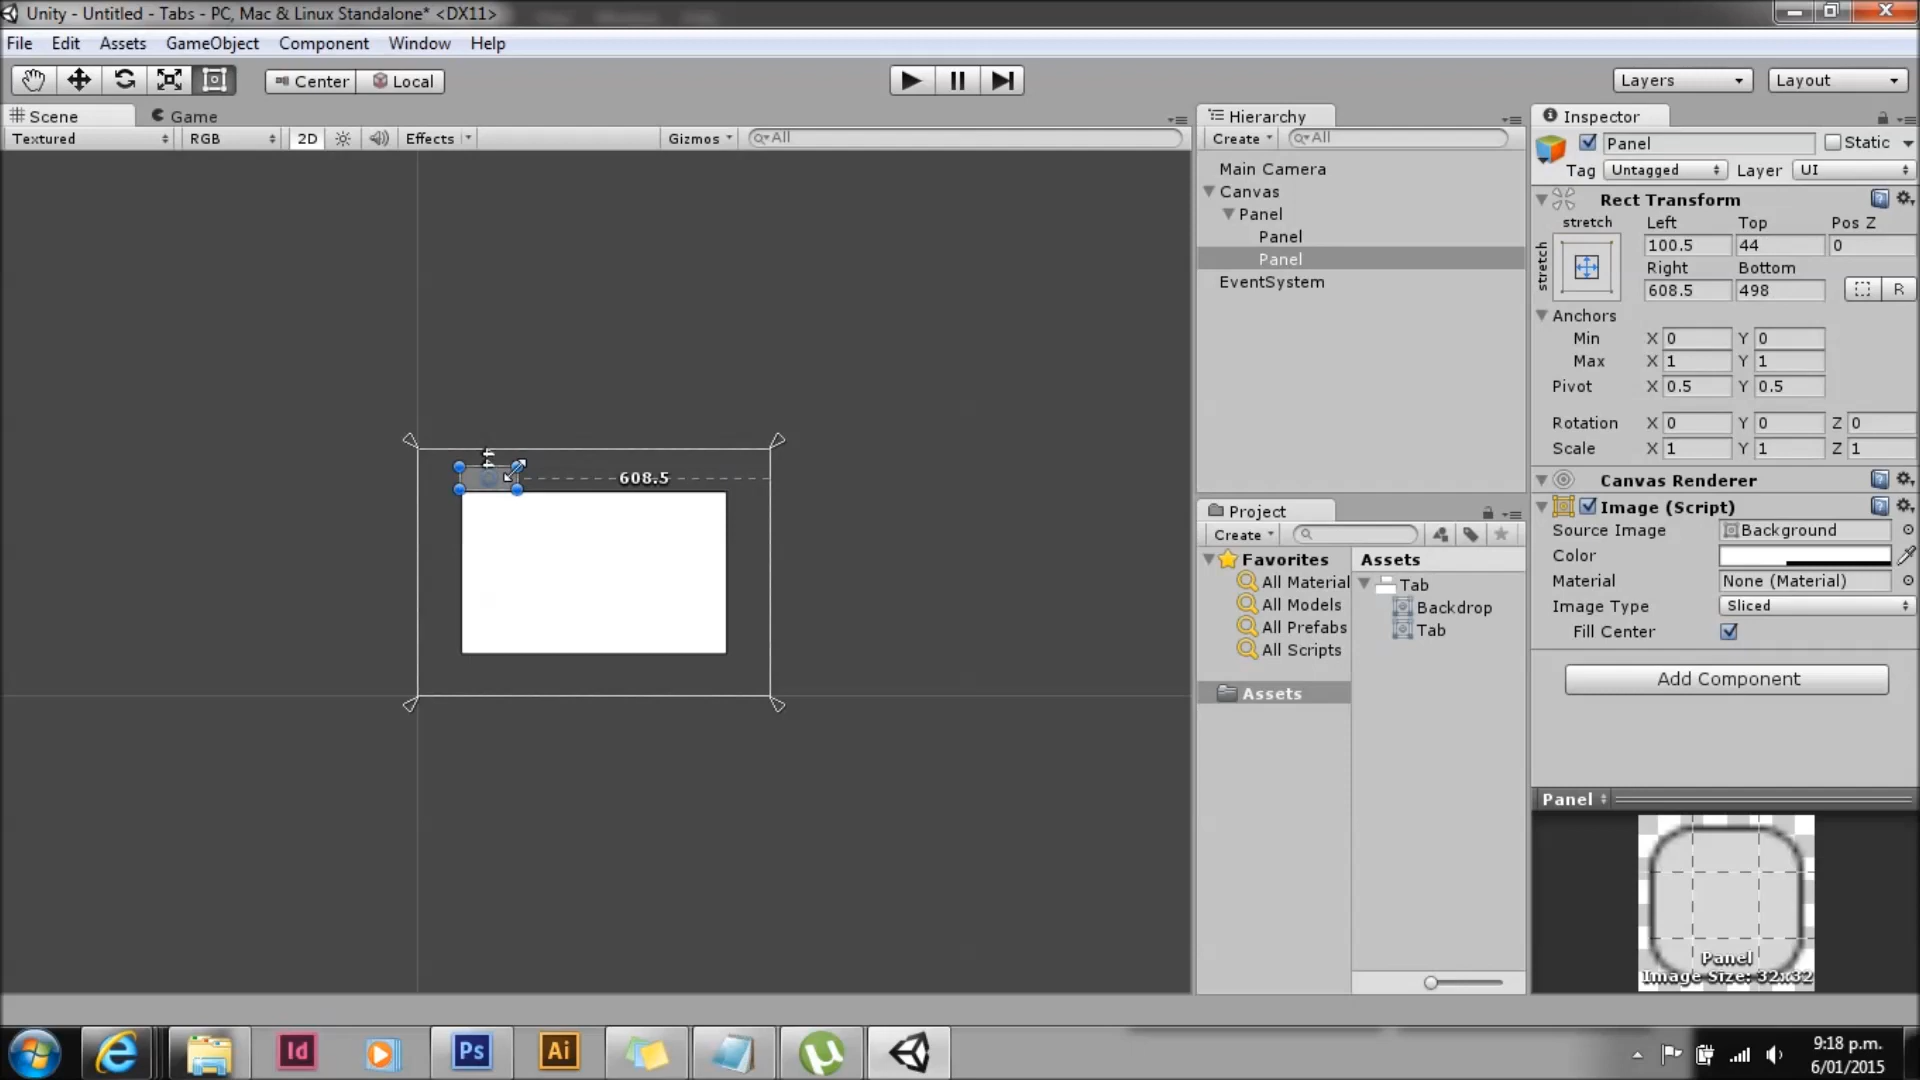 Unity - Untitled - Tabs - PC, Mac & Linux Standalone* <DX11>
File Edit Assets GameObject Component Window Help
Center Local Layers Layout
Scene Game
Textured RGB 2D Effects Gizmos All
608.5
Hierarchy
Create All
Main Camera
Canvas
Panel
Panel
Panel
EventSystem
Project
Create
Favorites
All Material
All Models
All Prefabs
All Scripts
Assets
Assets
Tab
Backdrop
Tab
Inspector
Panel Static
Tag Untagged Layer UI
Rect Transform
stretch Left Top Pos Z
stretch 100.5 44 0
Right Bottom
608.5 498 R
Anchors
Min X 0 Y 0
Max X 1 Y 1
Pivot X 0.5 Y 0.5
Rotation X 0 Y 0 Z 0
Scale X 1 Y 1 Z 1
Canvas Renderer
Image (Script)
Source Image Background
Color
Material None (Material)
Image Type Sliced
Fill Center
Add Component
Panel
Panel
Image Size: 32x32
Id Ps Ai
9:18 p.m.
6/01/2015